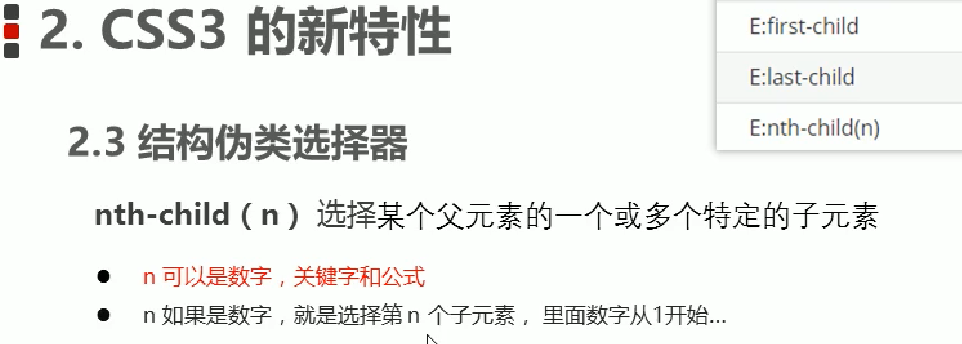 2. CSS3 的新特性
E:first-child
E:last-child
E:nth-child(n)
2.3 结构伪类选择器
nth-child（n） 选择某个父元素的一个或多个特定的子元素
● n 可以是数字，关键字和公式
● n 如果是数字，就是选择第 n 个子元素， 里面数字从1开始...